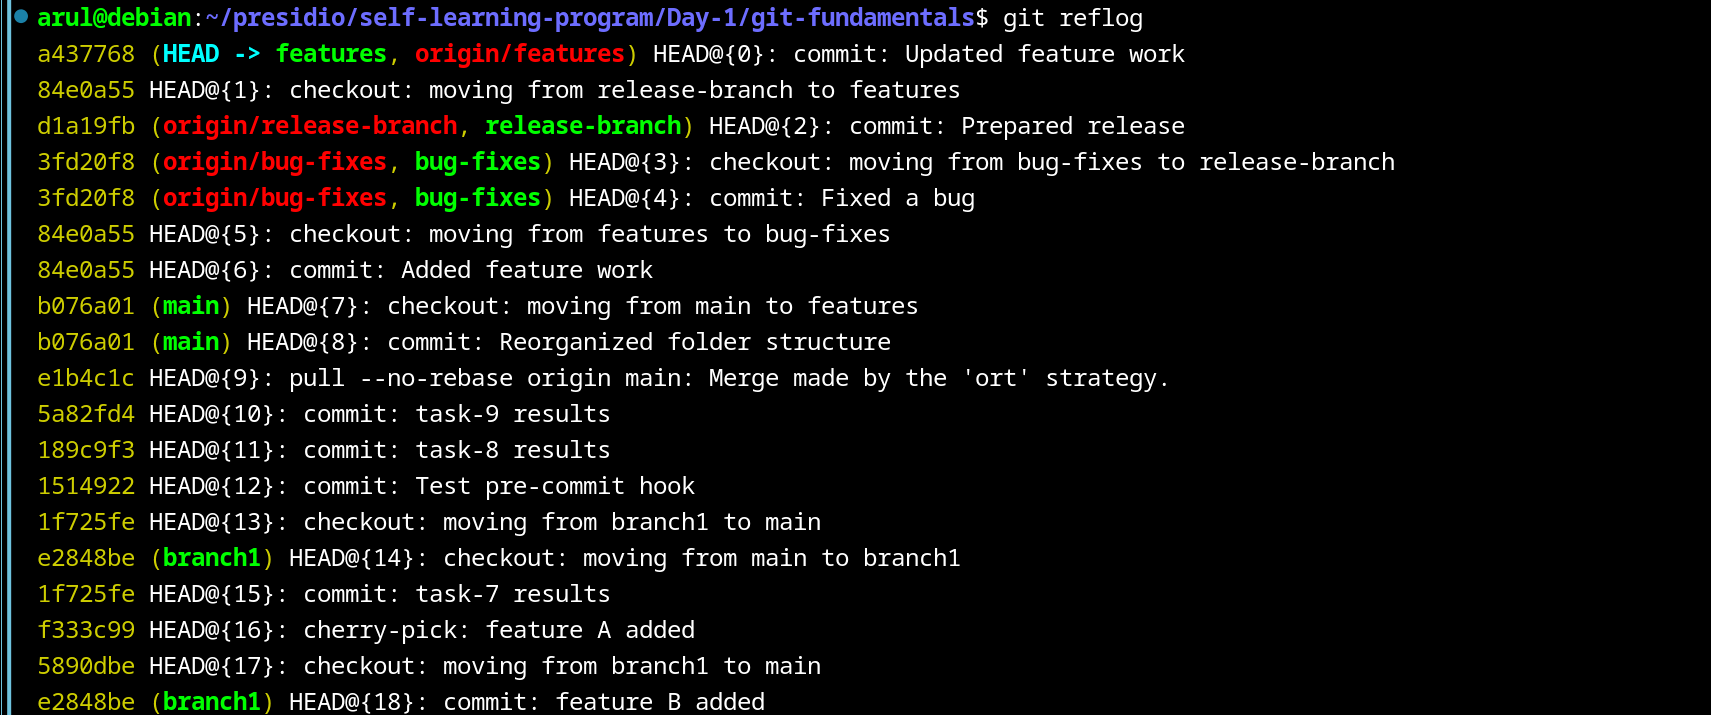 arul@debian:~/presidio/self-learning-program/Day-1/git-fundamentals$ git reflog
a437768 (HEAD -> features, origin/features) HEAD@{0}: commit: Updated feature work
84e0a55 HEAD@{1}: checkout: moving from release-branch to features
d1a19fb (origin/release-branch, release-branch) HEAD@{2}: commit: Prepared release
3fd20f8 (origin/bug-fixes, bug-fixes) HEAD@{3}: checkout: moving from bug-fixes to release-branch
3fd20f8 (origin/bug-fixes, bug-fixes) HEAD@{4}: commit: Fixed a bug
84e0a55 HEAD@{5}: checkout: moving from features to bug-fixes
84e0a55 HEAD@{6}: commit: Added feature work
b076a01 (main) HEAD@{7}: checkout: moving from main to features
b076a01 (main) HEAD@{8}: commit: Reorganized folder structure
e1b4c1c HEAD@{9}: pull --no-rebase origin main: Merge made by the 'ort' strategy.
5a82fd4 HEAD@{10}: commit: task-9 results
189c9f3 HEAD@{11}: commit: task-8 results
1514922 HEAD@{12}: commit: Test pre-commit hook
1f725fe HEAD@{13}: checkout: moving from branch1 to main
e2848be (branch1) HEAD@{14}: checkout: moving from main to branch1
1f725fe HEAD@{15}: commit: task-7 results
f333c99 HEAD@{16}: cherry-pick: feature A added
5890dbe HEAD@{17}: checkout: moving from branch1 to main
e2848be (branch1) HEAD@{18}: commit: feature B added